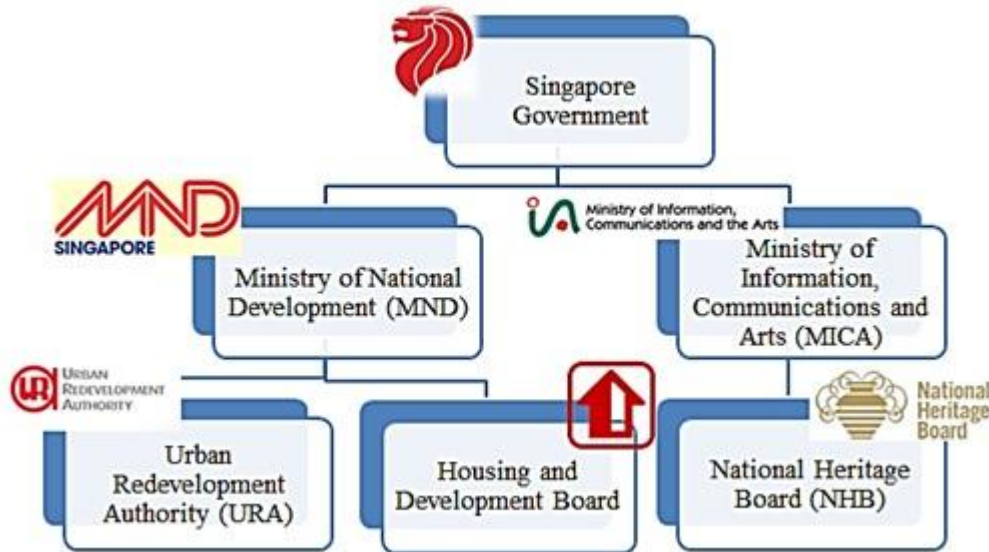 Singapore
Government
MND
SINGAPORE
Ministry of National
Development (MND)
Ministry of Information,
Communications and the Arts
Ministry of
Information,
Communications and
Arts (MICA)
UR
URBAN
REDEVELOPMENT
AUTHORITY
Urban
Redevelopment
Authority (URA)
Housing and
Development Board
National
Heritage
Board
National Heritage
Board (NHB)